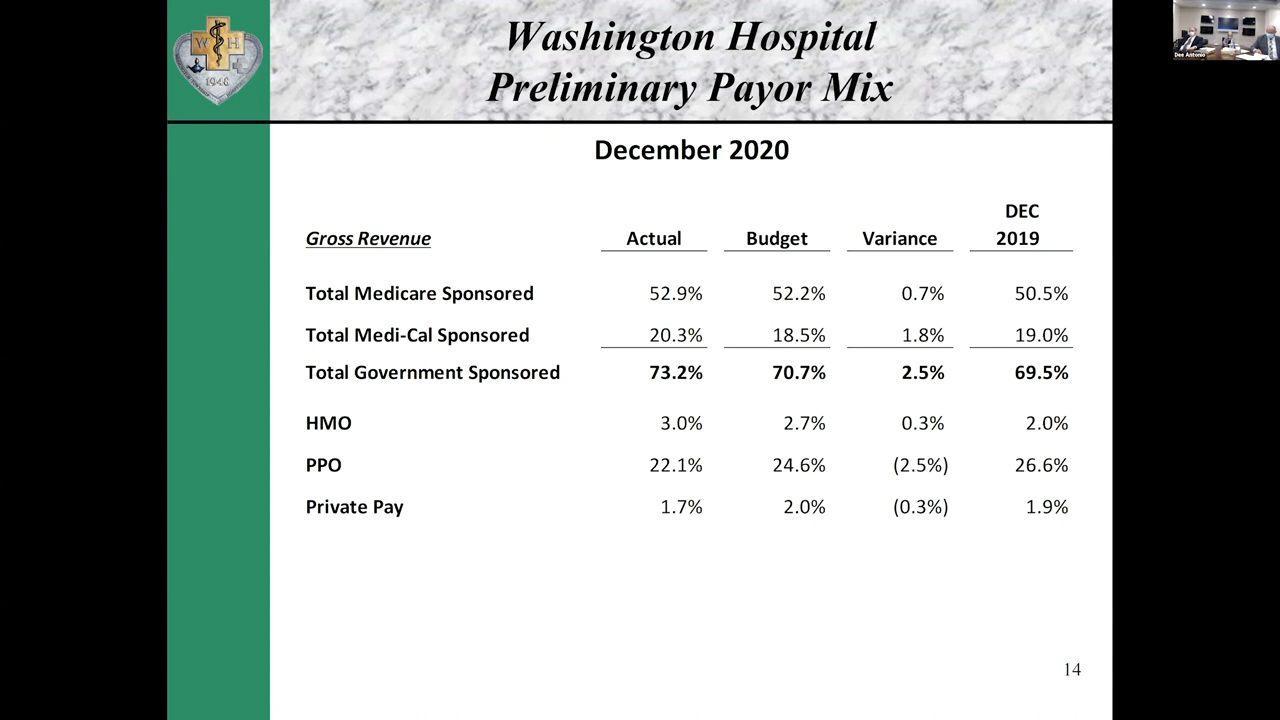 W H
1948
Washington Hospital
Preliminary Payor Mix
Dee Antonio
December 2020
DEC
Gross Revenue Actual Budget Variance 2019
Total Medicare Sponsored 52.9% 52.2% 0.7% 50.5%
Total Medi-Cal Sponsored 20.3% 18.5% 1.8% 19.0%
Total Government Sponsored 73.2% 70.7% 2.5% 69.5%
HMO 3.0% 2.7% 0.3% 2.0%
PPO 22.1% 24.6% (2.5%) 26.6%
Private Pay 1.7% 2.0% (0.3%) 1.9%
14